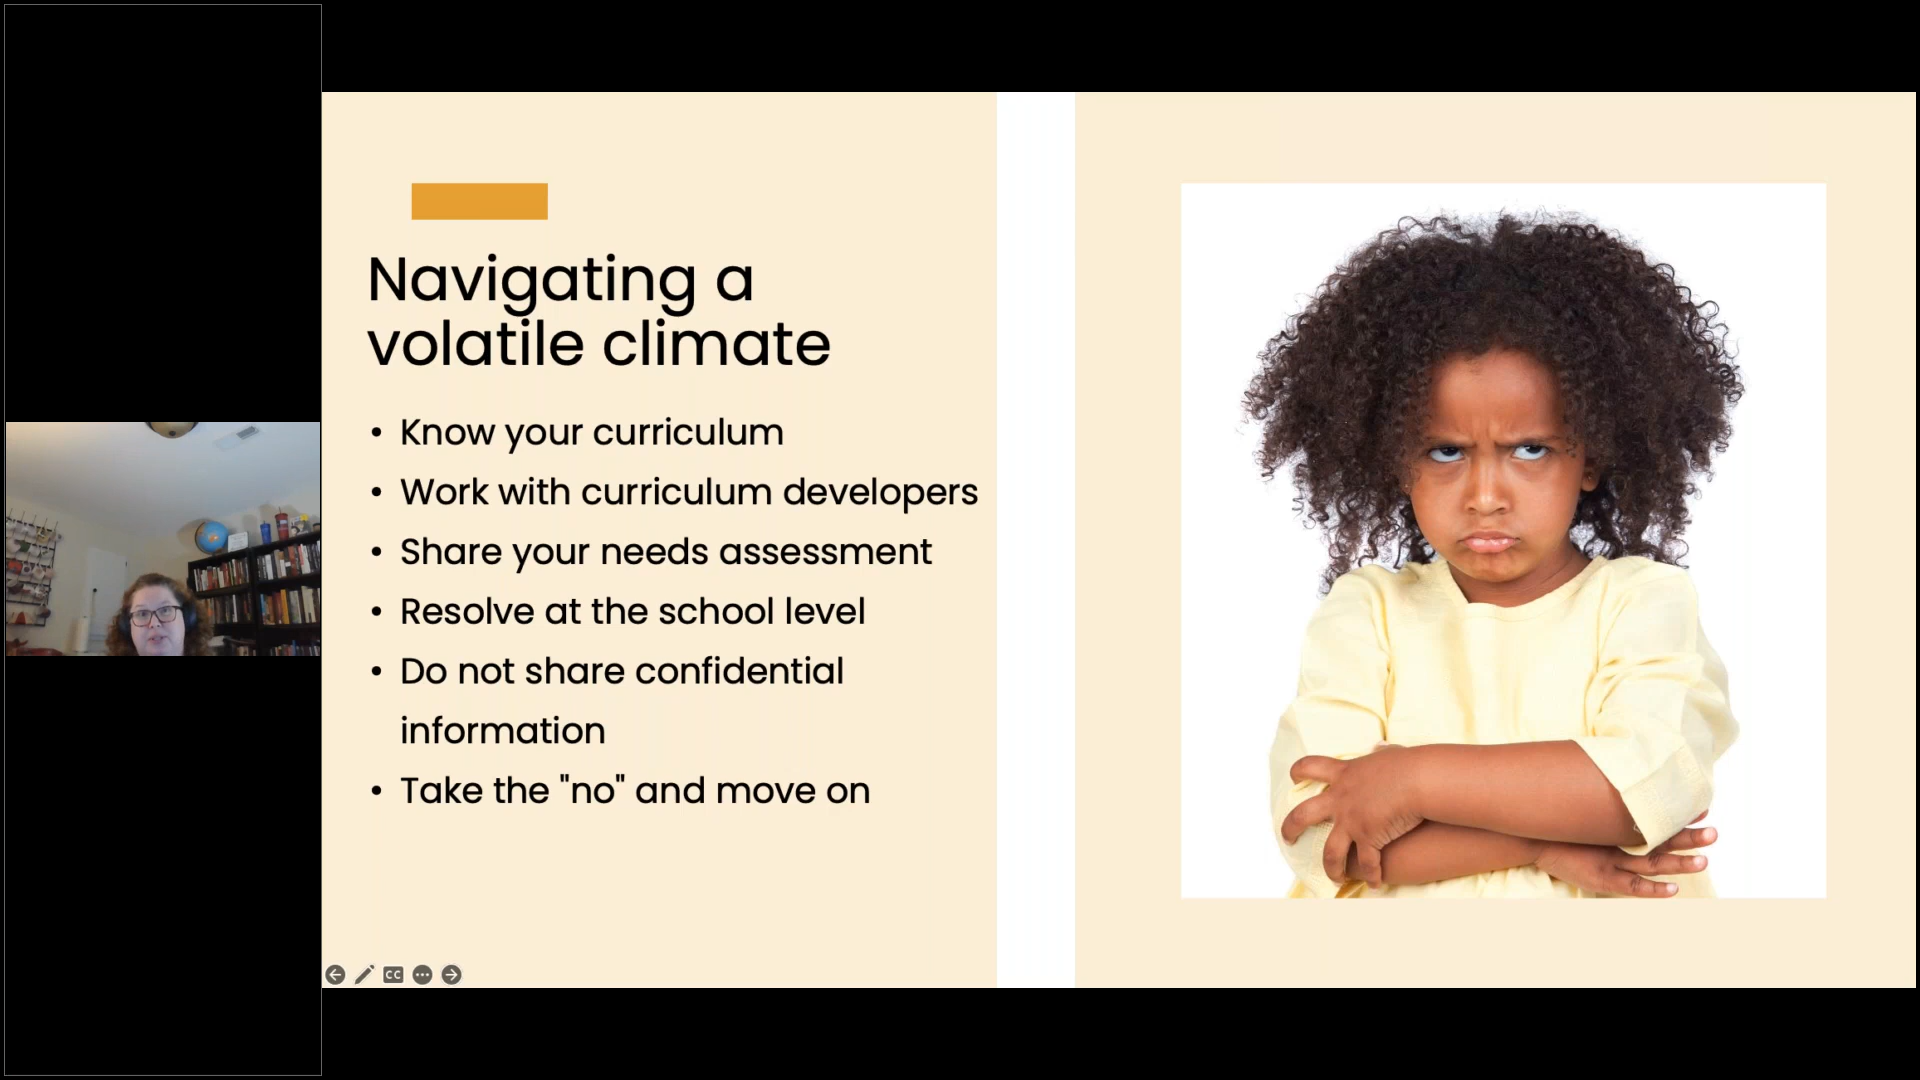 Navigating a
volatile climate
• Know your curriculum
• Work with curriculum developers
• Share your needs assessment
• Resolve at the school level
• Do not share confidential
information
• Take the "no" and move on
CC